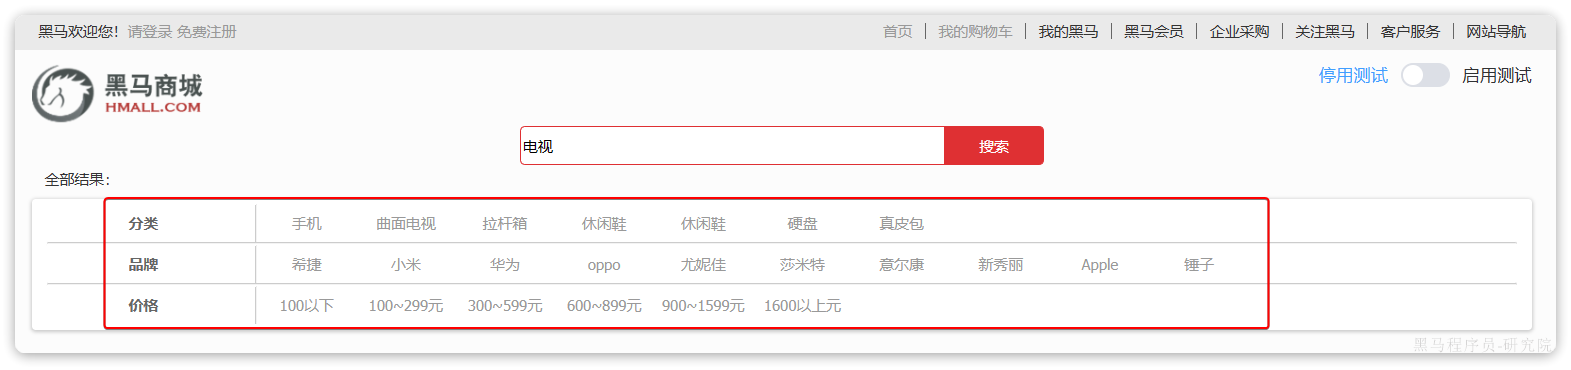 黑马欢迎您！请登录 免费注册 首页 我的购物车 我的黑马 黑马会员 企业采购 关注黑马 客户服务 网站导航
黑马商城
HMALL.COM
停用测试 启用测试
电视 搜索
全部结果：
分类 手机 曲面电视 拉杆箱 休闲鞋 休闲鞋 硬盘 真皮包
品牌 希捷 小米 华为 oppo 尤妮佳 莎米特 意尔康 新秀丽 Apple 锤子
价格 100以下 100~299元 300~599元 600~899元 900~1599元 1600以上元
黑马程序员-研究院